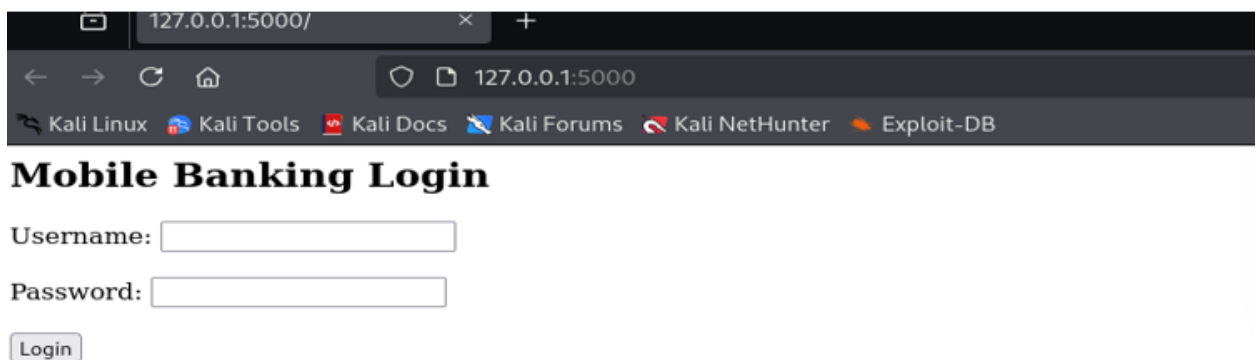 127.0.0.1:5000/
127.0.0.1:5000
Kali Linux Kali Tools Kali Docs Kali Forums Kali NetHunter Exploit-DB
Mobile Banking Login
Username:
Password:
Login